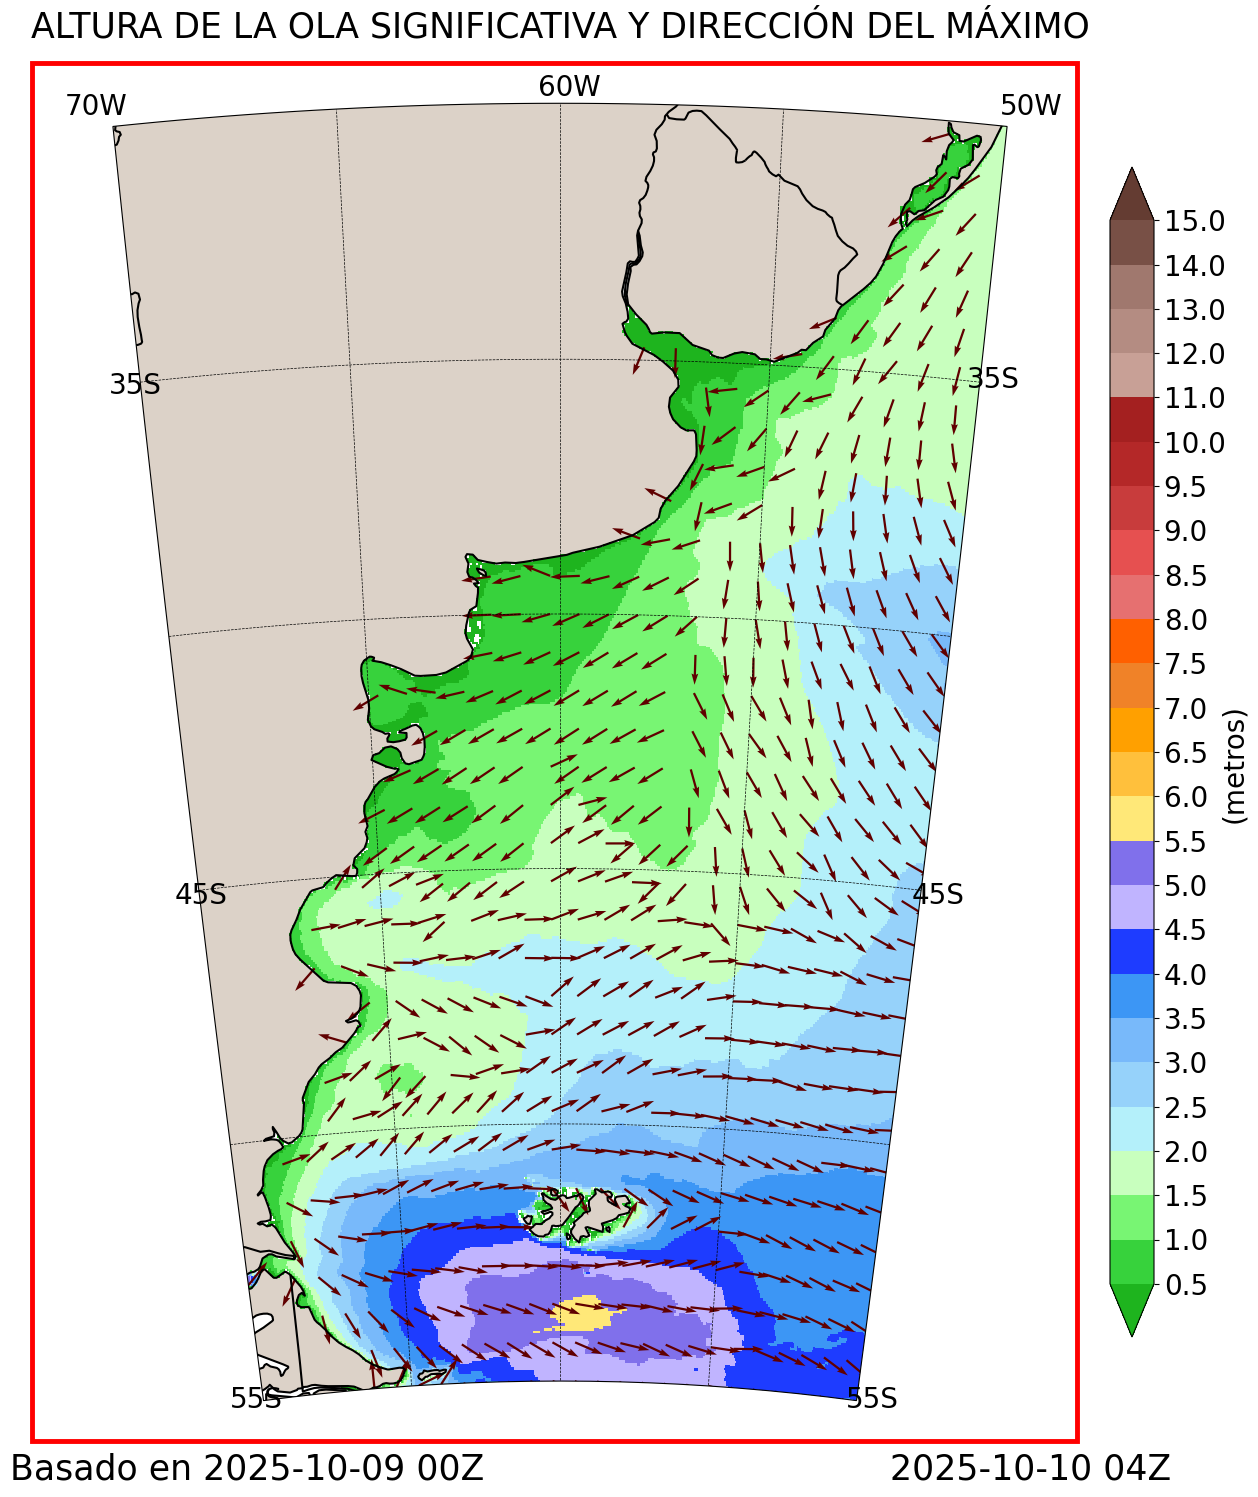 ALTURA DE LA OLA SIGNIFICATIVA Y DIRECCIÓN DEL MÁXIMO
70W
60W
50W
35S
35S
45S
45S
55S
55S
15.0
14.0
13.0
12.0
11.0
10.0
9.5
9.0
8.5
8.0
7.5
7.0
6.5
6.0
5.5
5.0
4.5
4.0
3.5
3.0
2.5
2.0
1.5
1.0
0.5
(metros)
Basado en 2025-10-09 00Z
2025-10-10 04Z